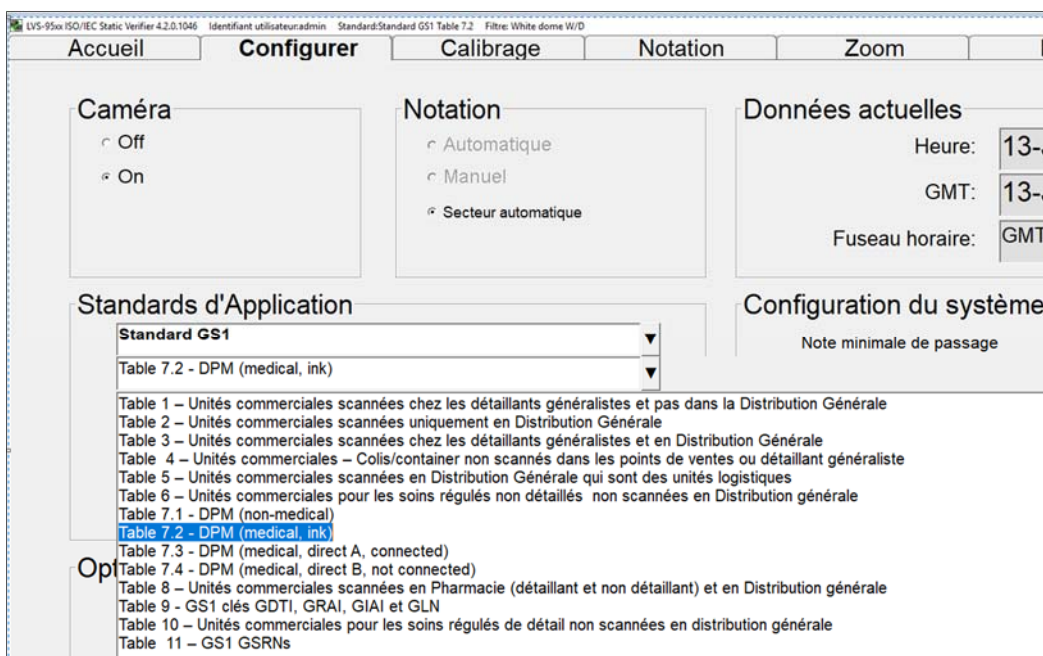 LVS-95xx ISO/IEC Static Verifier 4.2.0.1046 Identifiant utilisateur:admin Standard:Standard GS1 Table 7.2 Filtre: White dome W/D
Accueil Configurer Calibrage Notation Zoom
Caméra
Off
On
Notation
Automatique
Manuel
Secteur automatique
Données actuelles
Heure: 13-
GMT: 13-
Fuseau horaire: GMT
Standards d'Application
Standard GS1
Table 7.2 - DPM (medical, ink)
Configuration du système
Note minimale de passage
Table 1 – Unités commerciales scannées chez les détaillants généralistes et pas dans la Distribution Générale
Table 2 – Unités commerciales scannées uniquement en Distribution Générale
Table 3 – Unités commerciales scannées chez les détaillants généralistes et en Distribution Générale
Table 4 – Unités commerciales – Colis/container non scannés dans les points de ventes ou détaillant généraliste
Table 5 – Unités commerciales scannées en Distribution Générale qui sont des unités logistiques
Table 6 – Unités commerciales pour les soins régulés non détaillés non scannées en Distribution générale
Table 7.1 - DPM (non-medical)
Table 7.2 - DPM (medical, ink)
Table 7.3 - DPM (medical, direct A, connected)
Opt
Table 7.4 - DPM (medical, direct B, not connected)
Table 8 – Unités commerciales scannées en Pharmacie (détaillant et non détaillant) et en Distribution générale
Table 9 - GS1 clés GDTI, GRAI, GIAI et GLN
Table 10 – Unités commerciales pour les soins régulés de détail non scannées en distribution générale
Table 11 – GS1 GSRNs